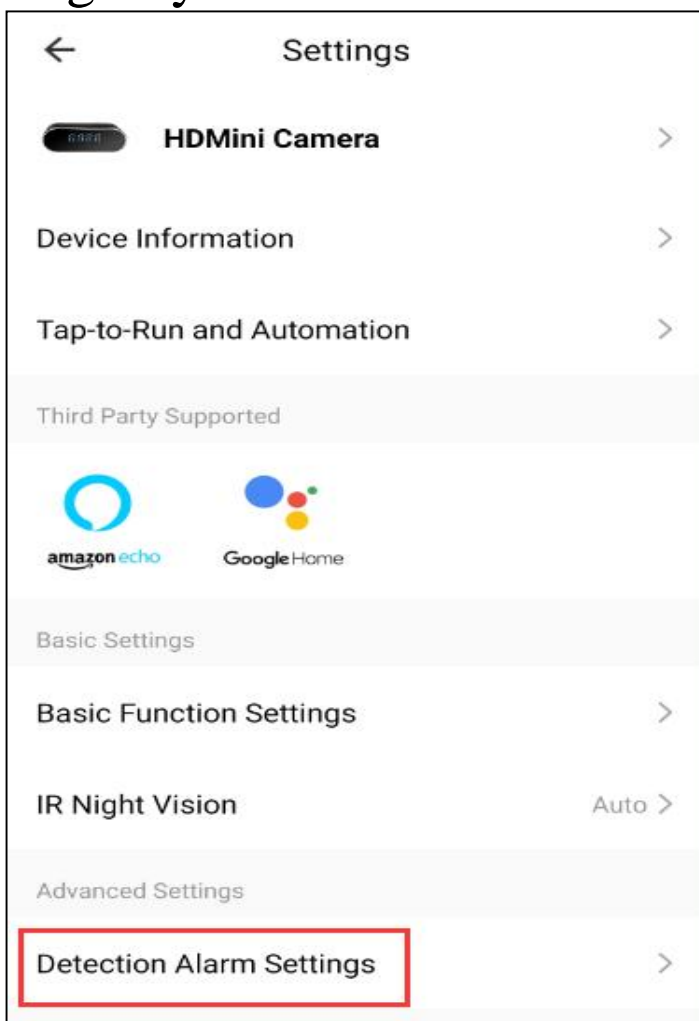 Settings
HDMini Camera
Device Information
Tap-to-Run and Automation
Third Party Supported
amazon echo
Google Home
Basic Settings
Basic Function Settings
IR Night Vision
Auto
Advanced Settings
Detection Alarm Settings